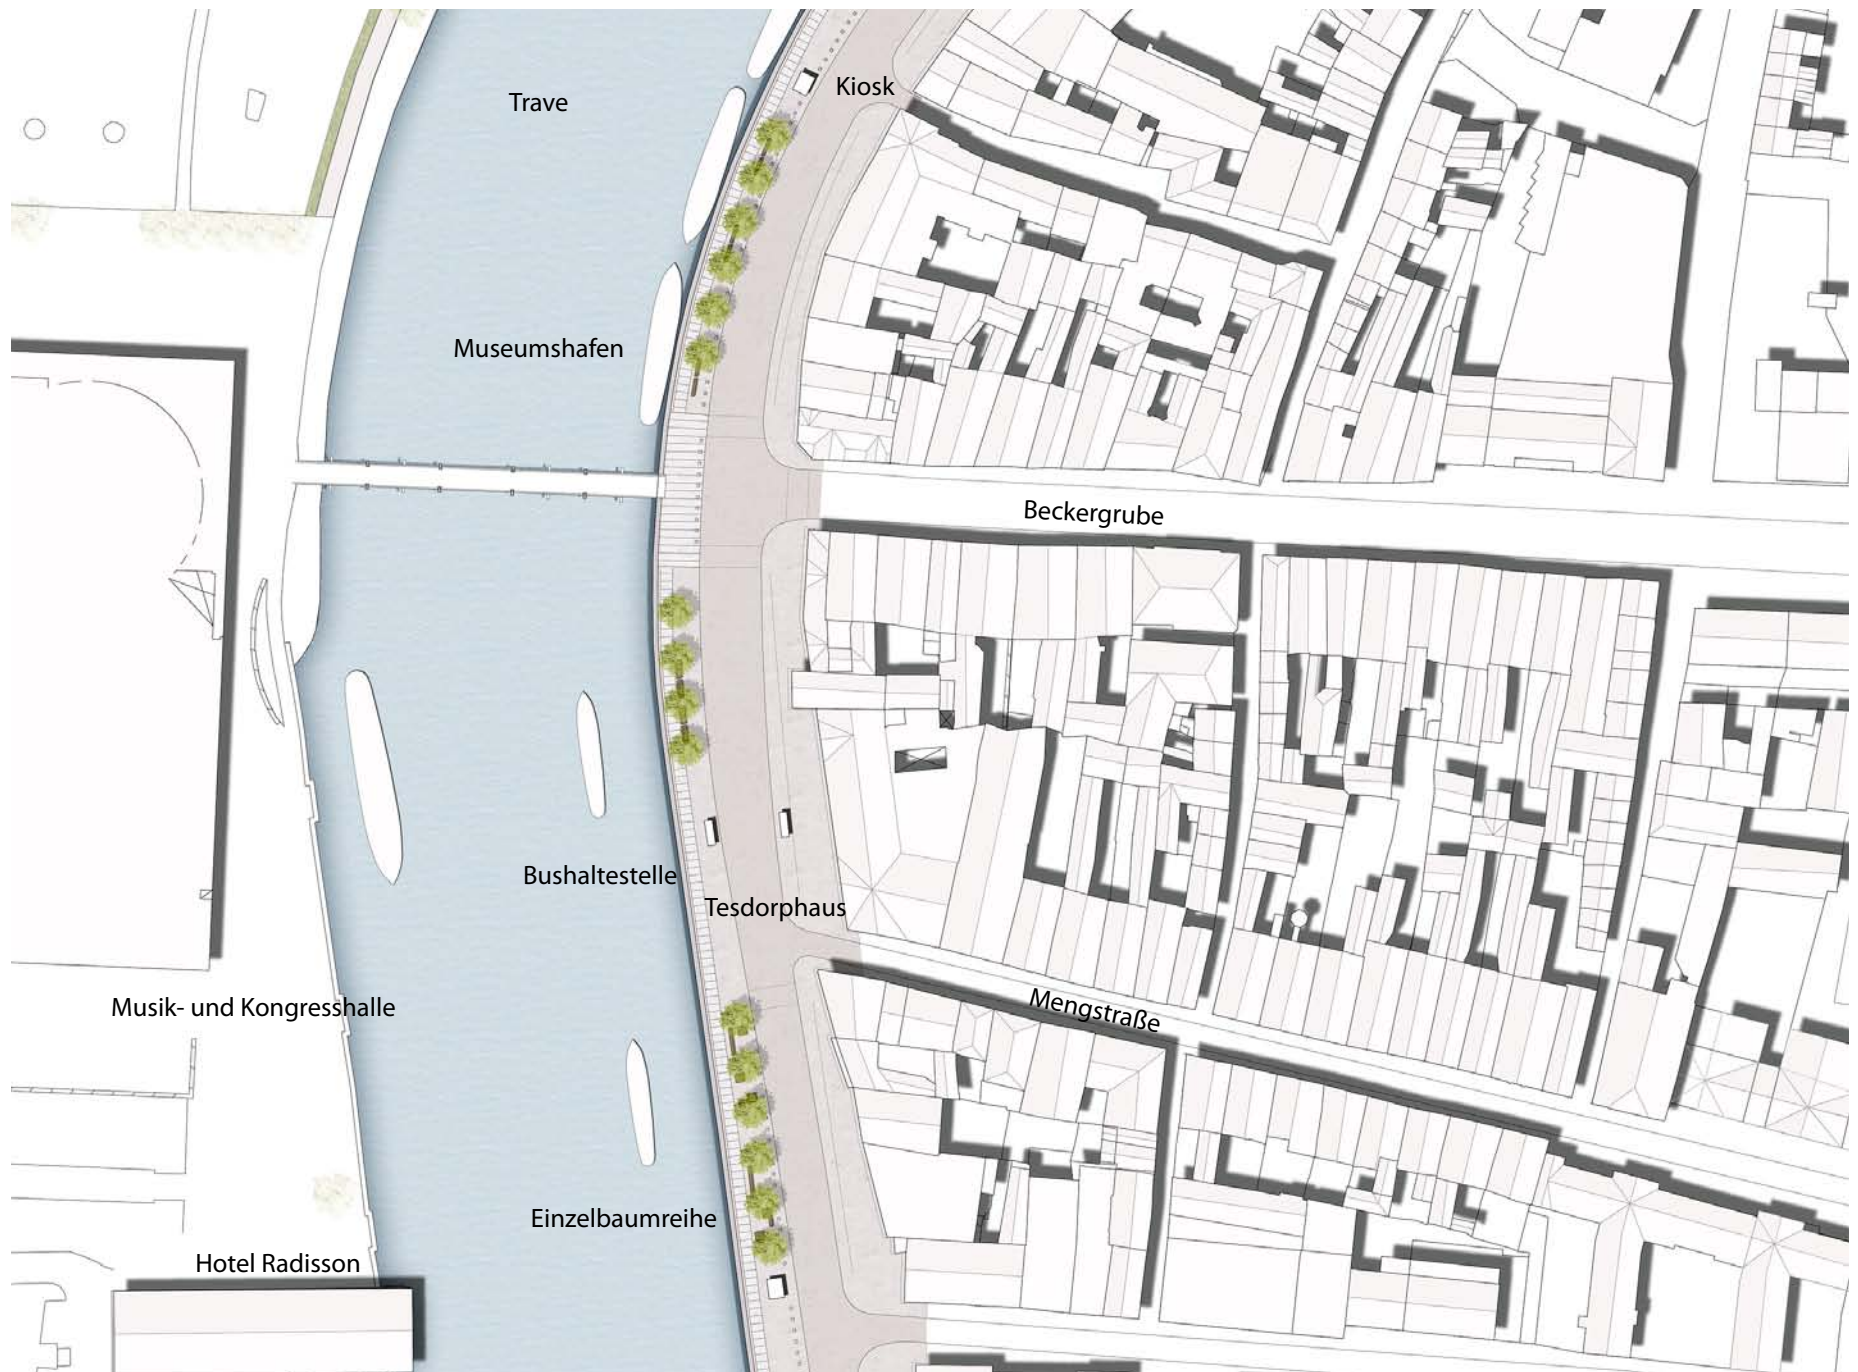 Kiosk
Trave
Museumshafen
Beckergrube
Bushaltestelle
Tesdorphaus
Musik- und Kongresshalle
Mengstraße
Einzelbaumreihe
Hotel Radisson